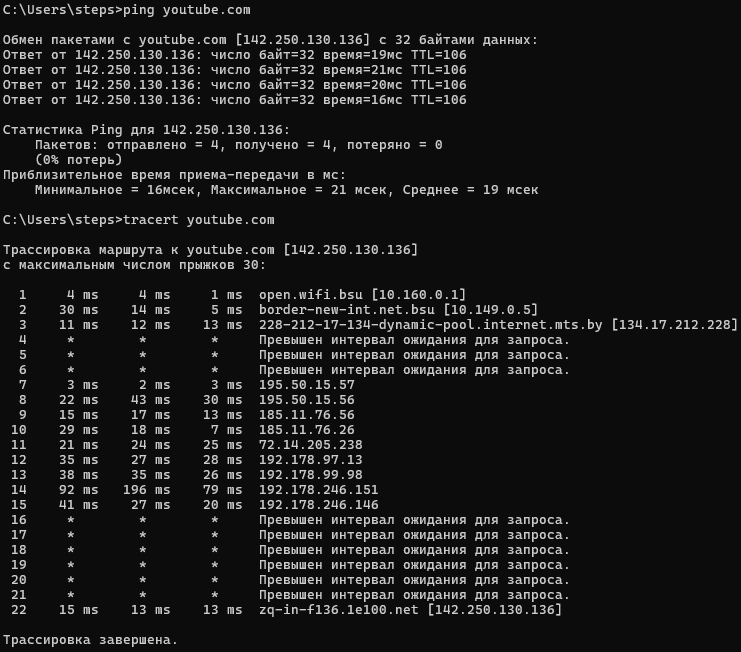 C:\Users\steps>ping youtube.com
Обмен пакетами с youtube.com [142.250.130.136] с 32 байтами данных:
Ответ от 142.250.130.136: число байт=32 время=19мс TTL=106
Ответ от 142.250.130.136: число байт=32 время=21мс TTL=106
Ответ от 142.250.130.136: число байт=32 время=20мс TTL=106
Ответ от 142.250.130.136: число байт=32 время=16мс TTL=106
Статистика Ping для 142.250.130.136:
    Пакетов: отправлено = 4, получено = 4, потеряно = 0
    (0% потерь)
Приблизительное время приема-передачи в мс:
    Минимальное = 16мсек, Максимальное = 21 мсек, Среднее = 19 мсек
C:\Users\steps>tracert youtube.com
Трассировка маршрута к youtube.com [142.250.130.136]
с максимальным числом прыжков 30:
  1     4 ms     4 ms     1 ms  open.wifi.bsu [10.160.0.1]
  2    30 ms    14 ms     5 ms  border-new-int.net.bsu [10.149.0.5]
  3    11 ms    12 ms    13 ms  228-212-17-134-dynamic-pool.internet.mts.by [134.17.212.228]
  4     *        *        *     Превышен интервал ожидания для запроса.
  5     *        *        *     Превышен интервал ожидания для запроса.
  6     *        *        *     Превышен интервал ожидания для запроса.
  7     3 ms     2 ms     3 ms  195.50.15.57
  8    22 ms    43 ms    30 ms  195.50.15.56
  9    15 ms    17 ms    13 ms  185.11.76.56
 10    29 ms    18 ms     7 ms  185.11.76.26
 11    21 ms    24 ms    25 ms  72.14.205.238
 12    35 ms    27 ms    28 ms  192.178.97.13
 13    38 ms    35 ms    26 ms  192.178.99.98
 14    92 ms   196 ms    79 ms  192.178.246.151
 15    41 ms    27 ms    20 ms  192.178.246.146
 16     *        *        *     Превышен интервал ожидания для запроса.
 17     *        *        *     Превышен интервал ожидания для запроса.
 18     *        *        *     Превышен интервал ожидания для запроса.
 19     *        *        *     Превышен интервал ожидания для запроса.
 20     *        *        *     Превышен интервал ожидания для запроса.
 21     *        *        *     Превышен интервал ожидания для запроса.
 22    15 ms    13 ms    13 ms  zq-in-f136.1e100.net [142.250.130.136]
Трассировка завершена.